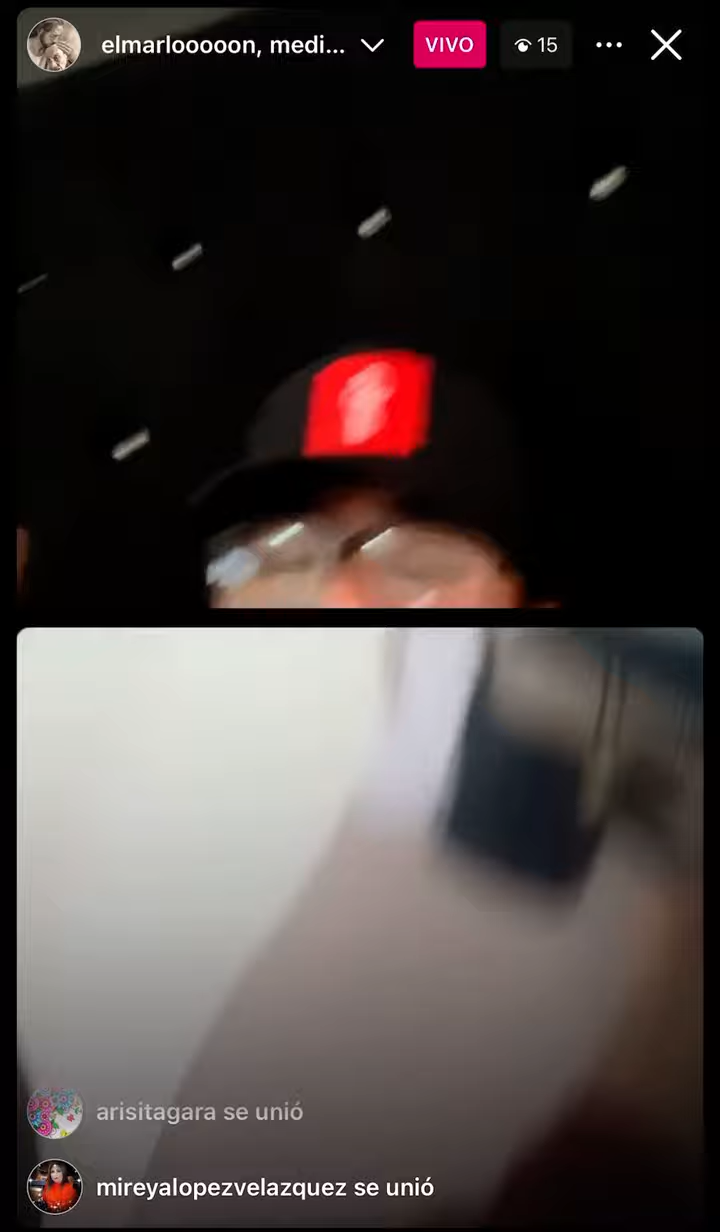 elmarlooooon, medi...
VIVO
15
arisitagara se unió
mireyalopezvelazquez se unió